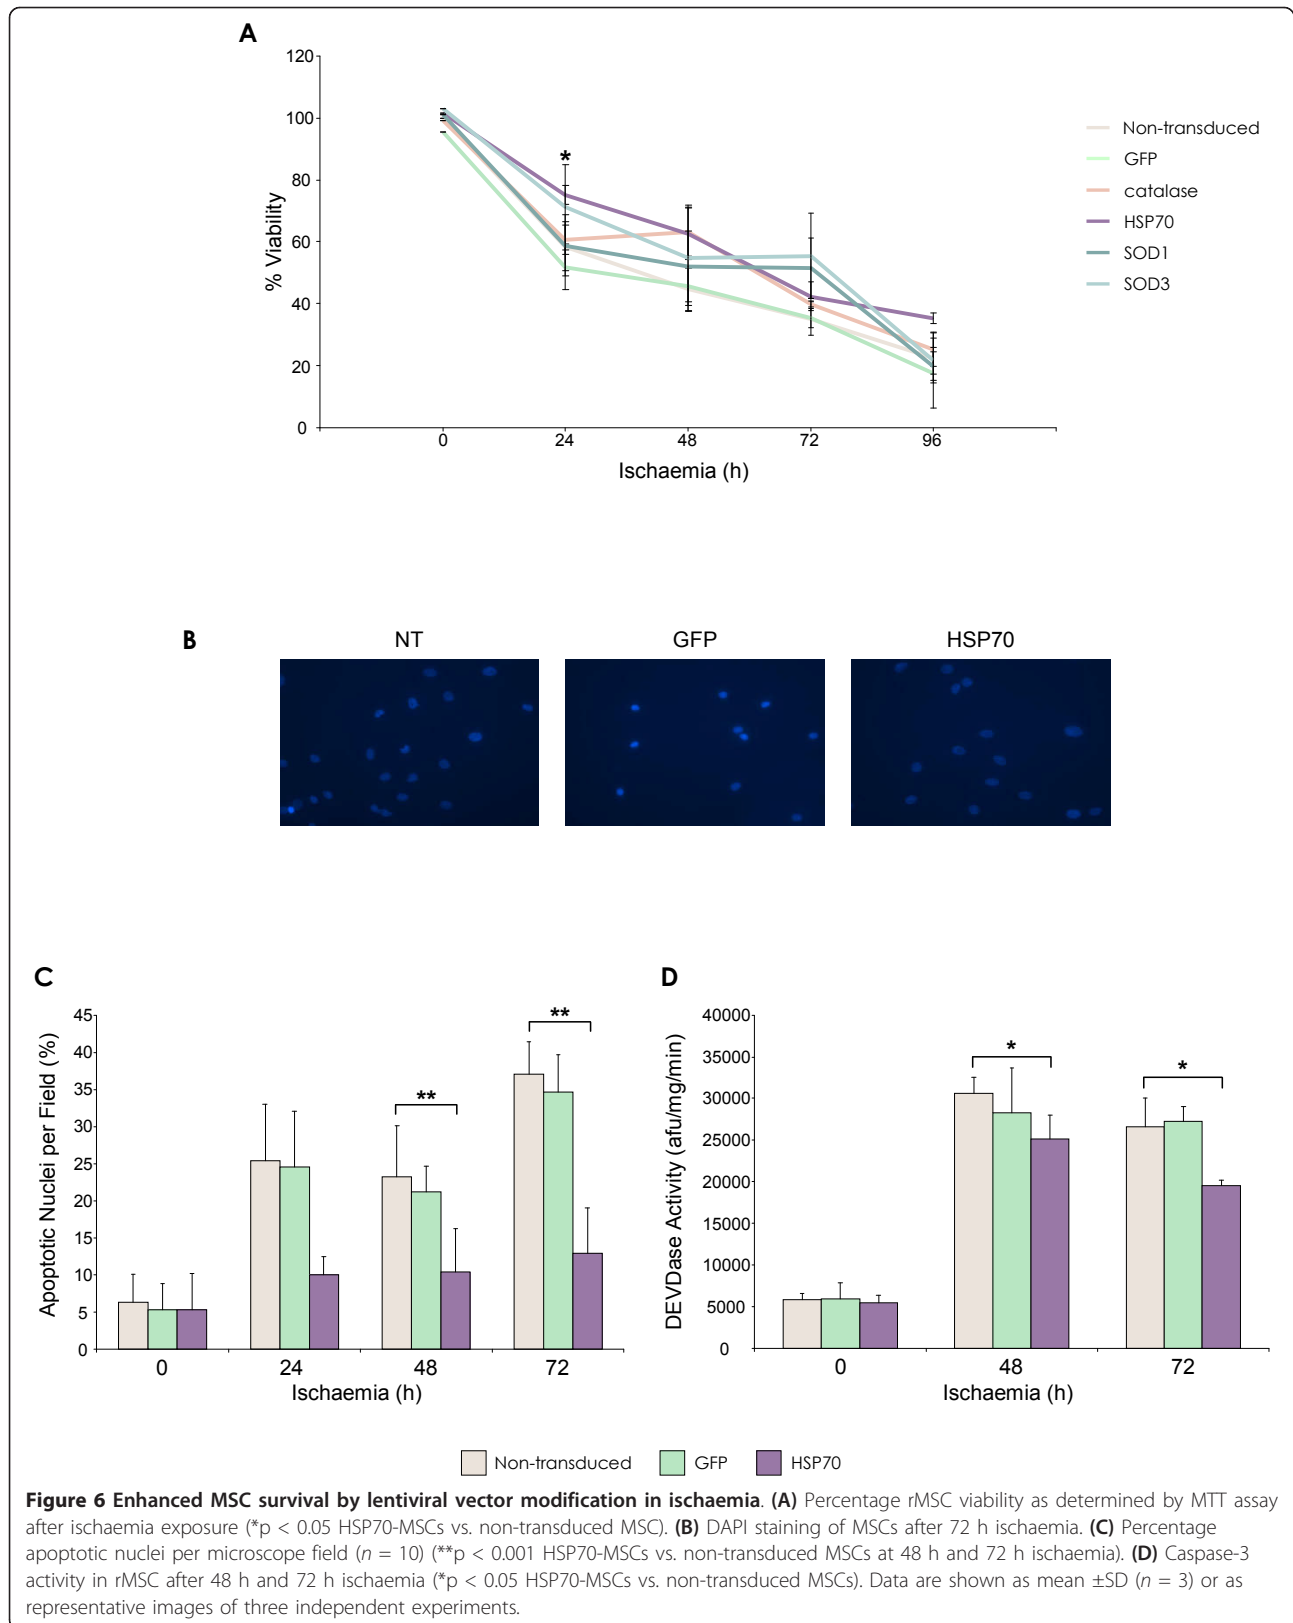 A
120
100
80
60
40
20
0
% Viability
*
0 24 48 72 96
Ischaemia (h)
Non-transduced
GFP
catalase
HSP70
SOD1
SOD3
B
NT GFP HSP70
C
45
40
35
30
25
20
15
10
5
0
Apoptotic Nuclei per Field (%)
**
**
0 24 48 72
Ischaemia (h)
D
40000
35000
30000
25000
20000
15000
10000
5000
0
DEVDase Activity (afu/mg/min)
*
*
0 48 72
Ischaemia (h)
Non-transduced GFP HSP70
Figure 6 Enhanced MSC survival by lentiviral vector modification in ischaemia. (A) Percentage rMSC viability as determined by MTT assay
after ischaemia exposure (*p < 0.05 HSP70-MSCs vs. non-transduced MSC). (B) DAPI staining of MSCs after 72 h ischaemia. (C) Percentage
apoptotic nuclei per microscope field (n = 10) (**p < 0.001 HSP70-MSCs vs. non-transduced MSCs at 48 h and 72 h ischaemia). (D) Caspase-3
activity in rMSC after 48 h and 72 h ischaemia (*p < 0.05 HSP70-MSCs vs. non-transduced MSCs). Data are shown as mean ±SD (n = 3) or as
representative images of three independent experiments.